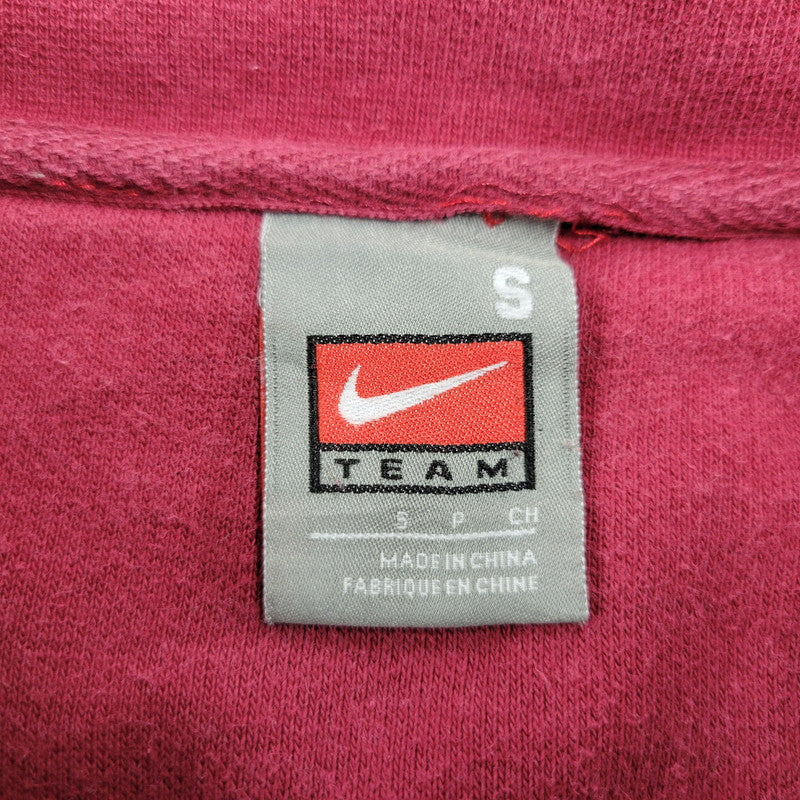 S
TEAM
S P CH
MADE IN CHINA
FABRIQUE EN CHINE